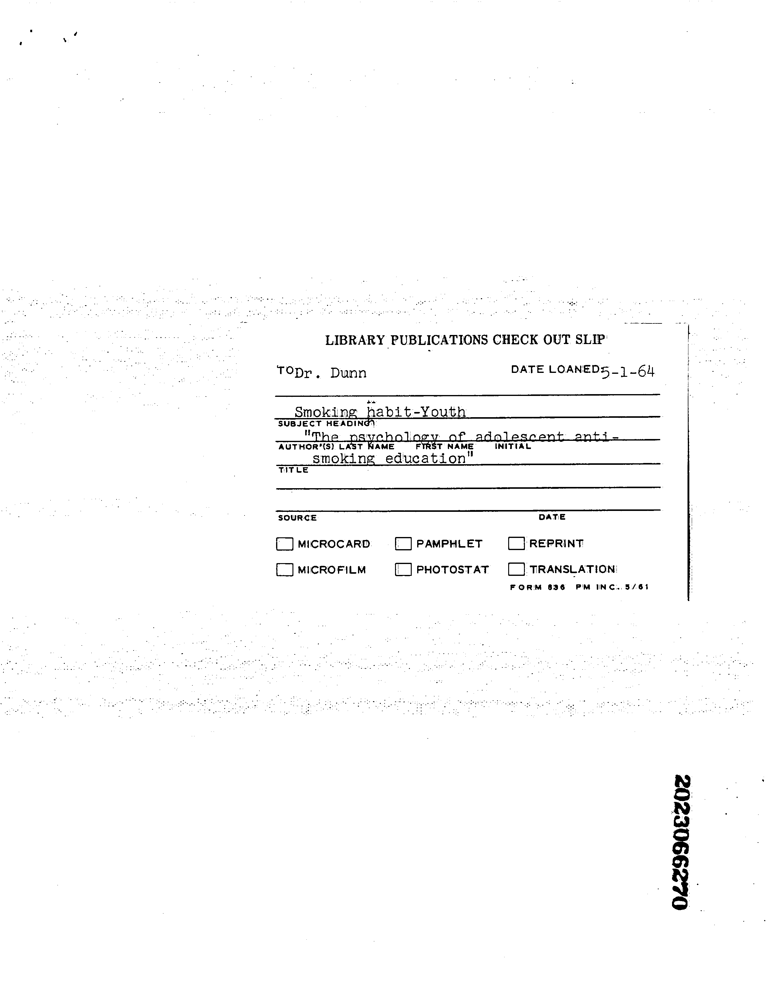 LIBRARY PUBLICATIONS CHECK OUT SLIP
TO Dr. Dunn DATE LOANED 5-1-64
Smoking habit-Youth
SUBJECT HEADING
"The psychology of adolescent anti-
AUTHOR'(S) LAST NAME FIRST NAME INITIAL
smoking education"
TITLE
SOURCE DATE
MICROCARD PAMPHLET REPRINT
MICROFILM PHOTOSTAT TRANSLATION
FORM 836 PM INC. 5/61
2023066270